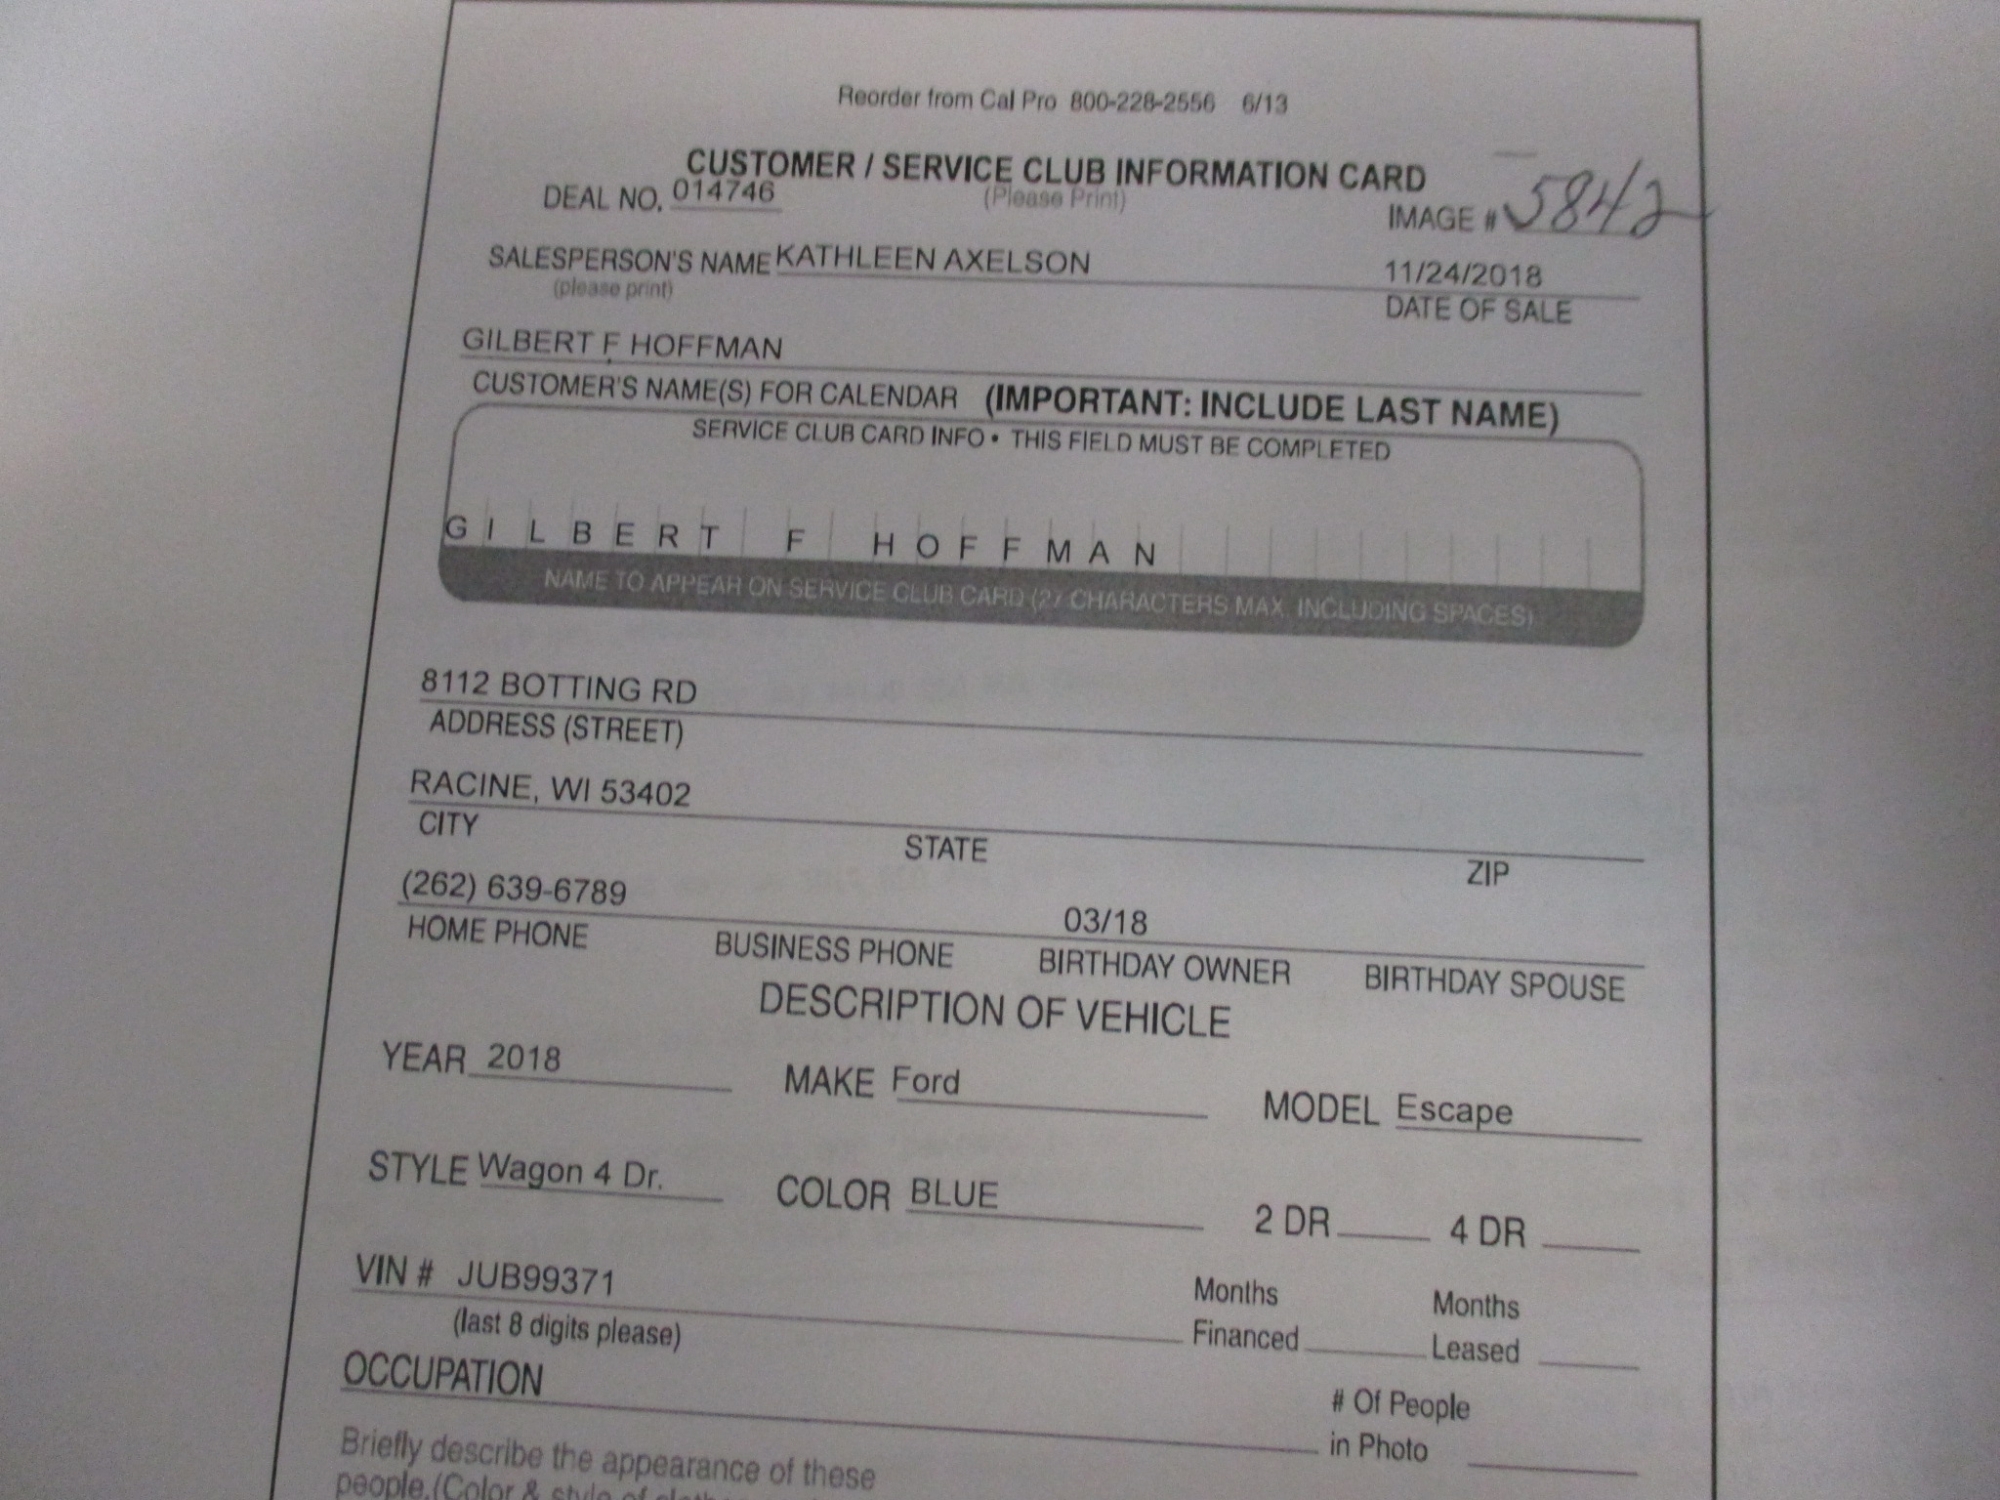 Reorder from Cal Pro 800-228-2556 6/13
CUSTOMER / SERVICE CLUB INFORMATION CARD
DEAL NO. 014746 (Please Print) IMAGE # 5842
SALESPERSON'S NAME KATHLEEN AXELSON 11/24/2018
(please print) DATE OF SALE
GILBERT F HOFFMAN
CUSTOMER'S NAME(S) FOR CALENDAR (IMPORTANT: INCLUDE LAST NAME)
SERVICE CLUB CARD INFO • THIS FIELD MUST BE COMPLETED
GILBERT F HOFFMAN
NAME TO APPEAR ON SERVICE CLUB CARD (27 CHARACTERS MAX. INCLUDING SPACES)
8112 BOTTING RD
ADDRESS (STREET)
RACINE, WI 53402
CITY STATE ZIP
(262) 639-6789 03/18
HOME PHONE BUSINESS PHONE BIRTHDAY OWNER BIRTHDAY SPOUSE
DESCRIPTION OF VEHICLE
YEAR 2018 MAKE Ford MODEL Escape
STYLE Wagon 4 Dr. COLOR BLUE 2 DR 4 DR
VIN # JUB99371 Months Months
(last 8 digits please) Financed Leased
OCCUPATION # Of People
in Photo
Briefly describe the appearance of these
people.(Color & style of